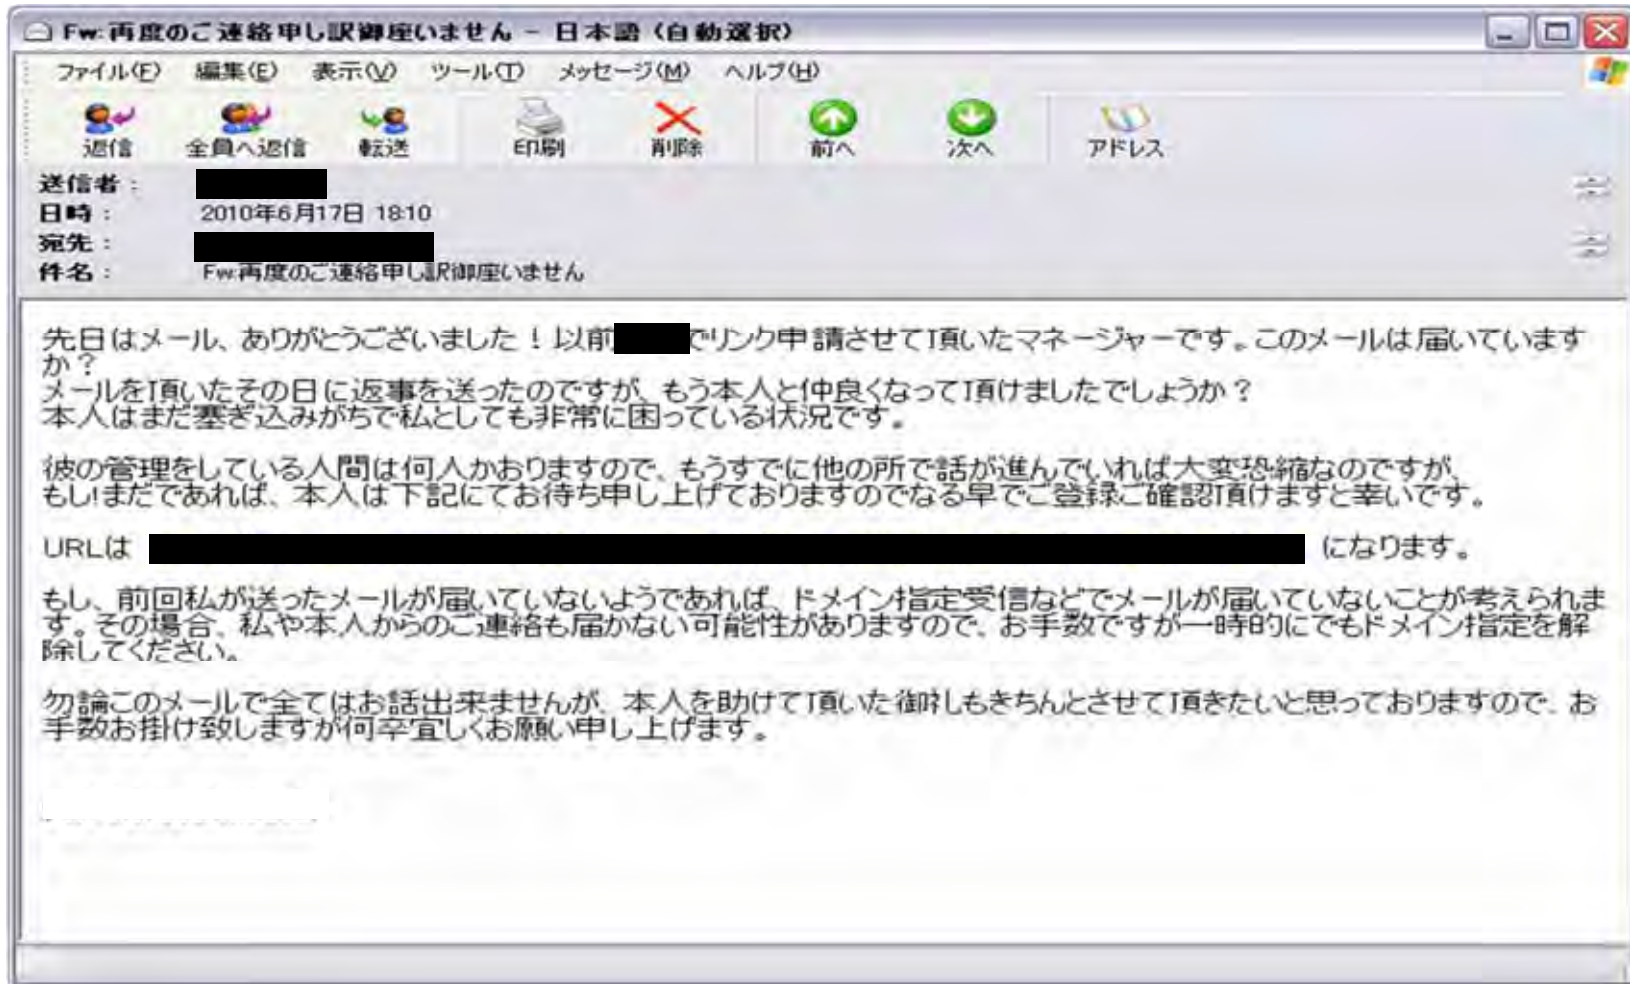 Fw:再度のご連絡申し訳御座いません - 日本語 (自動選択)
ファイル(F) 編集(E) 表示(V) ツール(T) メッセージ(M) ヘルプ(H)
返信 全員へ返信 転送 印刷 削除 前へ 次へ アドレス
送信者:
日時: 2010年6月17日 18:10
宛先:
件名: Fw:再度のご連絡申し訳御座いません
先日はメール、ありがとうございました!以前 でリンク申請させて頂いたマネージャーです。このメールは届いています
か?
メールを頂いたその日に返事を送ったのですが、もう本人と仲良くなって頂けましたでしょうか?
本人はまだ塞ぎ込みがちで私としても非常に困っている状況です。
彼の管理をしている人間は何人かおりますので、もうすでに他の所で話が進んでいれば大変恐縮なのですが、
もし!まだであれば、本人は下記にてお待ち申し上げておりますのでなる早でご登録ご確認頂けますと幸いです。
URLは になります。
もし、前回私が送ったメールが届いていないようであれば、ドメイン指定受信などでメールが届いていないことが考えられま
す。その場合、私や本人からのご連絡も届かない可能性がありますので、お手数ですが一時的にでもドメイン指定を解
除してください。
勿論このメールで全てはお話出来ませんが、本人を助けて頂いた御礼もきちんとさせて頂きたいと思っておりますので、お
手数お掛け致しますが何卒宜しくお願い申し上げます。